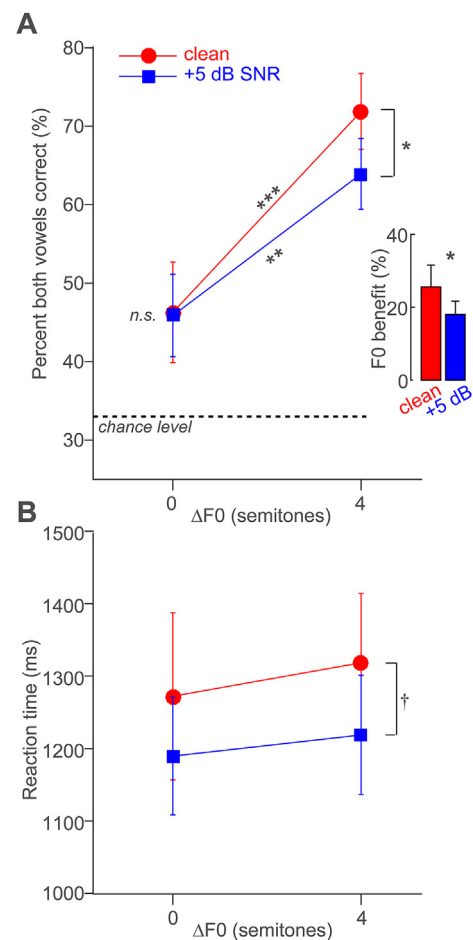 A
80
clean
+5 dB SNR
70
*
***
60
**
Percent both vowels correct (%)
50
n.s.
40
30
chance level
0
4
ΔF0 (semitones)
40
*
20
0
F0 benefit (%)
clean
+5 dB
B
1500
1400
1300
†
1200
1100
1000
Reaction time (ms)
0
4
ΔF0 (semitones)